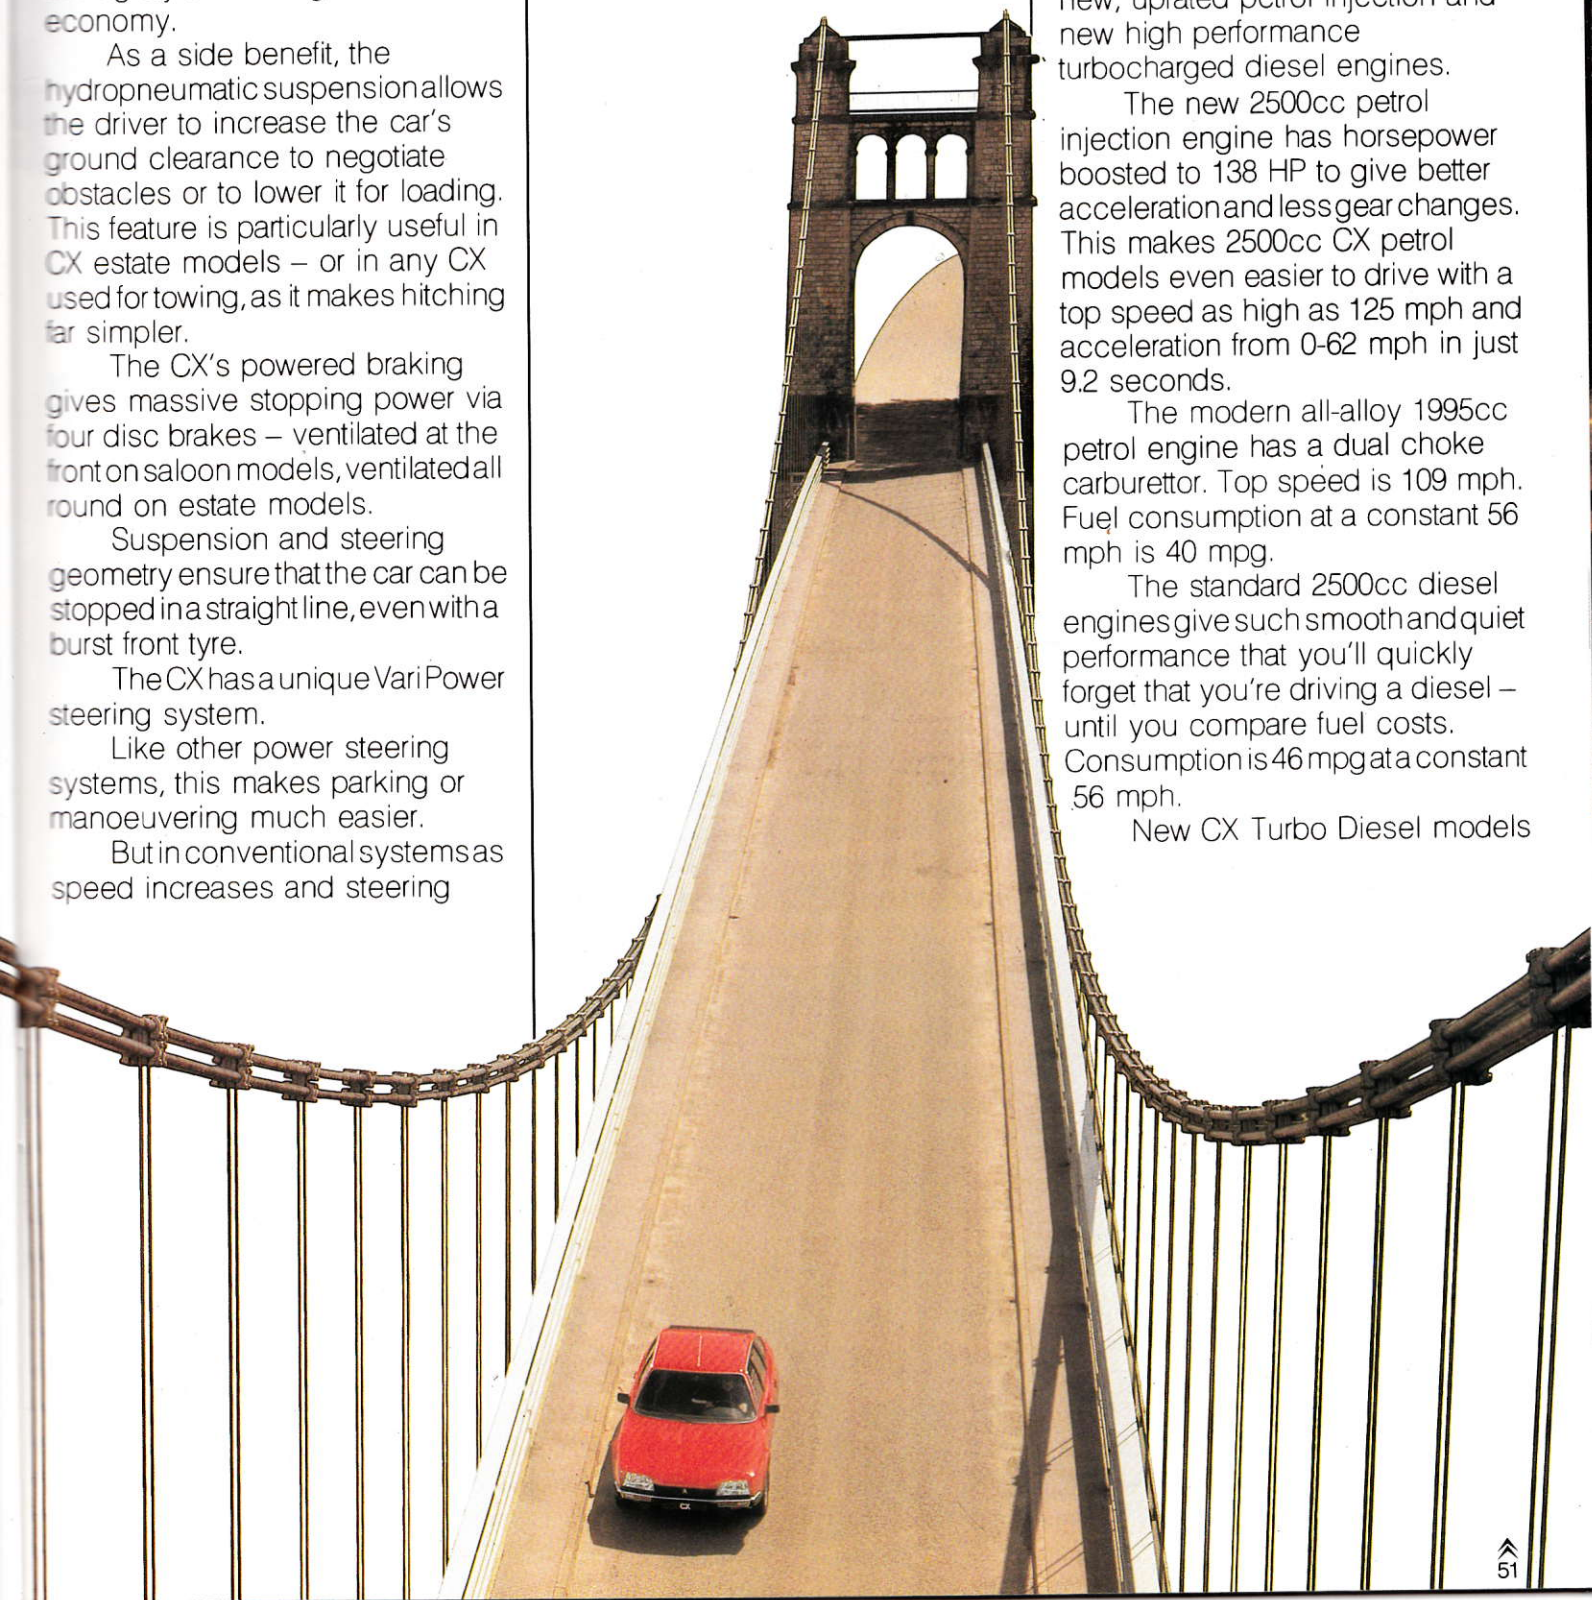 economy.
As a side benefit, the
hydropneumatic suspension allows
the driver to increase the car's
ground clearance to negotiate
obstacles or to lower it for loading.
This feature is particularly useful in
CX estate models – or in any CX
used for towing, as it makes hitching
far simpler.
The CX's powered braking
gives massive stopping power via
four disc brakes – ventilated at the
front on saloon models, ventilated all
round on estate models.
Suspension and steering
geometry ensure that the car can be
stopped in a straight line, even with a
burst front tyre.
The CX has a unique Vari Power
steering system.
Like other power steering
systems, this makes parking or
manoeuvering much easier.
But in conventional systems as
speed increases and steering
new, uprated petrol injection and
new high performance
turbocharged diesel engines.
The new 2500cc petrol
injection engine has horsepower
boosted to 138 HP to give better
acceleration and less gear changes.
This makes 2500cc CX petrol
models even easier to drive with a
top speed as high as 125 mph and
acceleration from 0-62 mph in just
9.2 seconds.
The modern all-alloy 1995cc
petrol engine has a dual choke
carburettor. Top speed is 109 mph.
Fuel consumption at a constant 56
mph is 40 mpg.
The standard 2500cc diesel
engines give such smooth and quiet
performance that you'll quickly
forget that you're driving a diesel –
until you compare fuel costs.
Consumption is 46 mpg at a constant
56 mph.
New CX Turbo Diesel models
CX
51